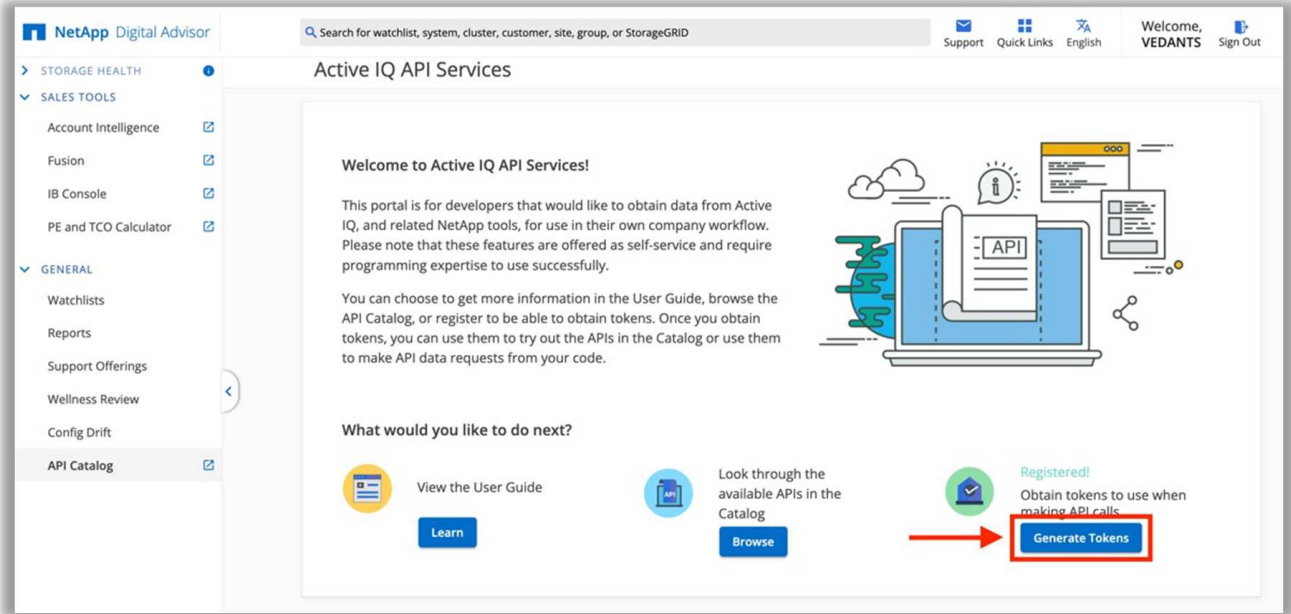 NetApp Digital Advisor
Search for watchlist, system, cluster, customer, site, group, or StorageGRID
Support
Quick Links
English
Welcome,
VEDANTS
Sign Out
STORAGE HEALTH
SALES TOOLS
Account Intelligence
Fusion
IB Console
PE and TCO Calculator
GENERAL
Watchlists
Reports
Support Offerings
Wellness Review
Config Drift
API Catalog
Active IQ API Services
Welcome to Active IQ API Services!
This portal is for developers that would like to obtain data from Active
IQ, and related NetApp tools, for use in their own company workflow.
Please note that these features are offered as self-service and require
programming expertise to use successfully.
You can choose to get more information in the User Guide, browse the
API Catalog, or register to be able to obtain tokens. Once you obtain
tokens, you can use them to try out the APIs in the Catalog or use them
to make API data requests from your code.
API
What would you like to do next?
View the User Guide
Learn
API
Look through the
available APIs in the
Catalog
Browse
Registered!
Obtain tokens to use when
making API calls
Generate Tokens